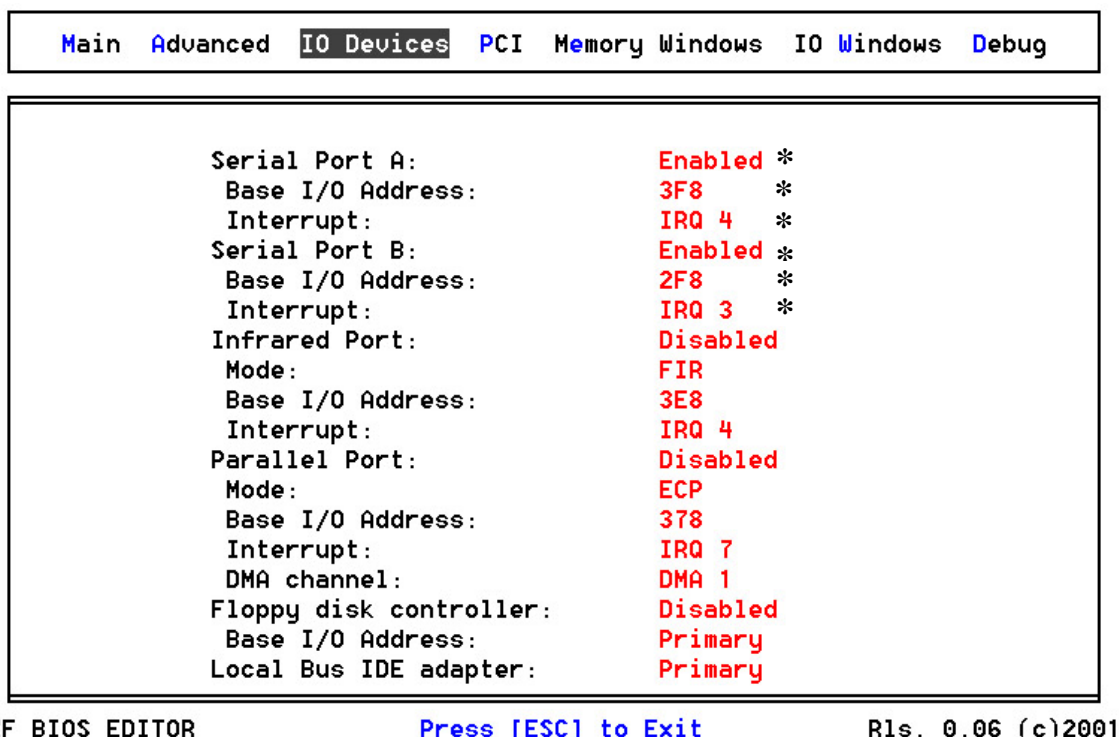 Main Advanced IO Devices PCI Memory Windows IO Windows Debug
Serial Port A: Enabled *
Base I/O Address: 3F8 *
Interrupt: IRQ 4 *
Serial Port B: Enabled *
Base I/O Address: 2F8 *
Interrupt: IRQ 3 *
Infrared Port: Disabled
Mode: FIR
Base I/O Address: 3E8
Interrupt: IRQ 4
Parallel Port: Disabled
Mode: ECP
Base I/O Address: 378
Interrupt: IRQ 7
DMA channel: DMA 1
Floppy disk controller: Disabled
Base I/O Address: Primary
Local Bus IDE adapter: Primary
F BIOS EDITOR Press [ESC] to Exit Rls. 0.06 (c)2001